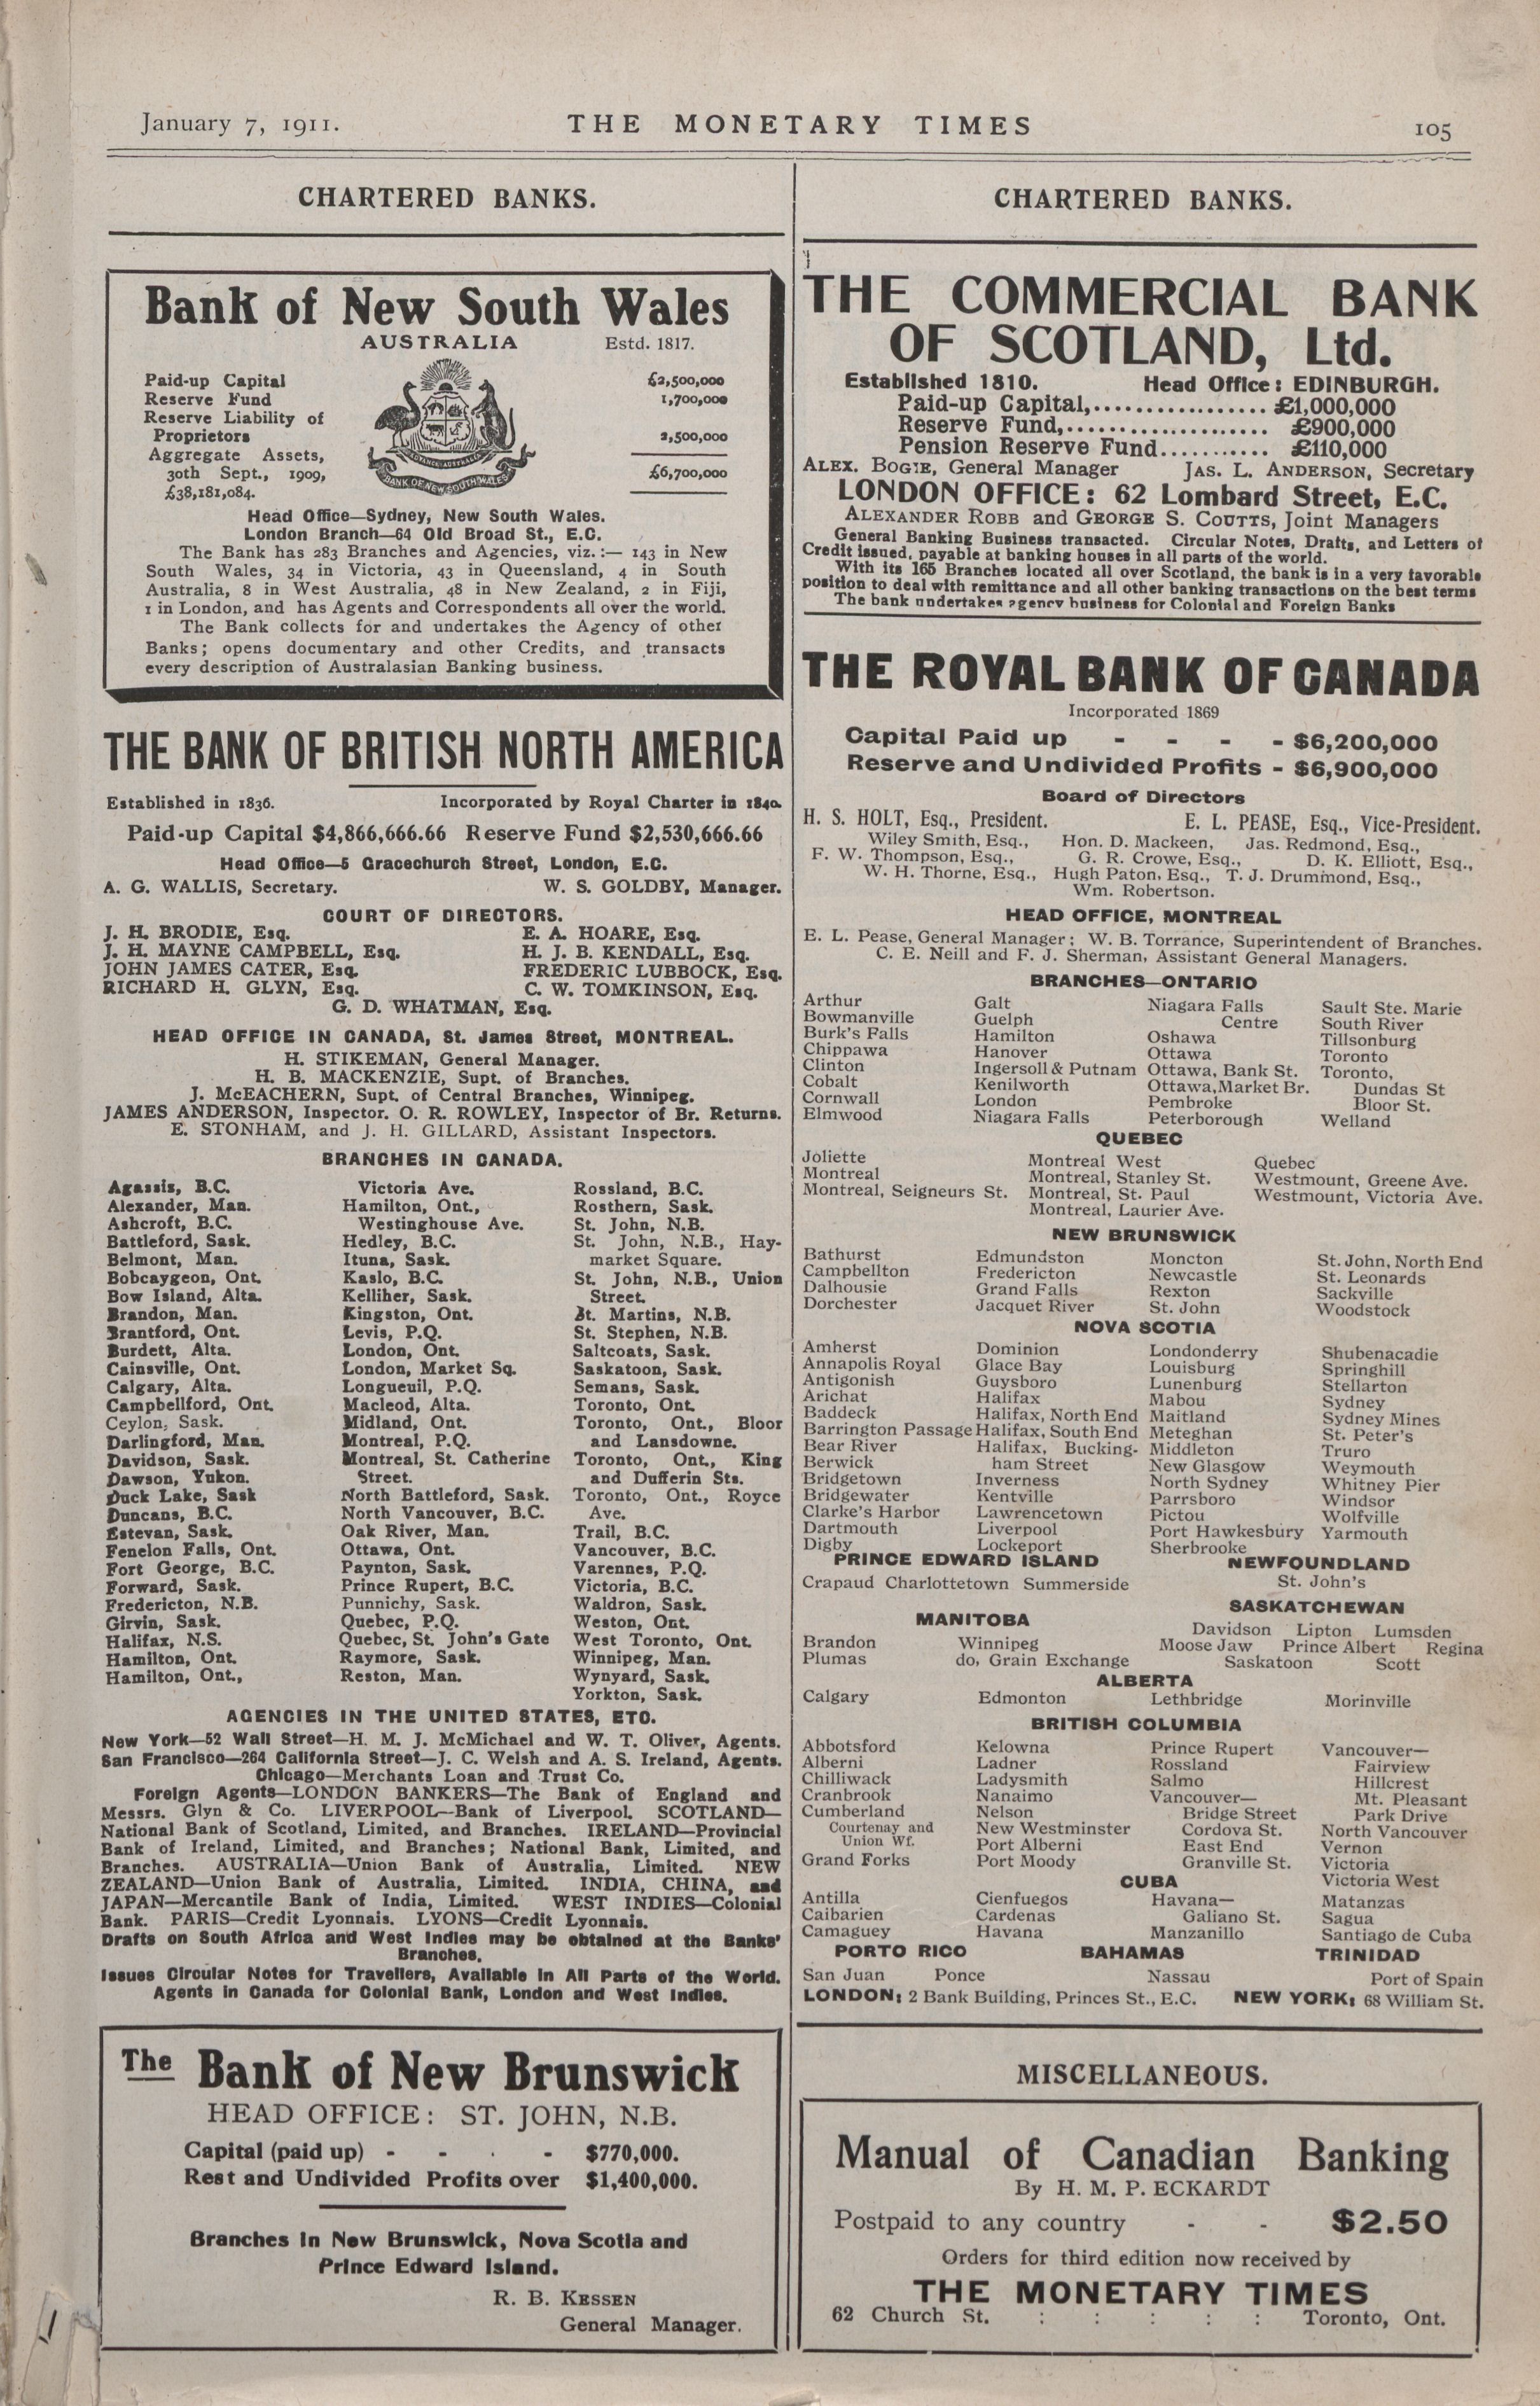 January 7, 1911.
THE MONETARY TIMES
105
CHARTERED BANKS.
Bank of New South Wales
AUSTRALIA Estd. 1817.
Paid-up Capital £2,500,000
Reserve Fund 1,700,000
Reserve Liability of
Proprietors 2,500,000
Aggregate Assets,
30th Sept., 1909, £6,700,000
£38,181,084.
BANK OF NEW SOUTH WALES
Head Office—Sydney, New South Wales.
London Branch—64 Old Broad St., E.C.
The Bank has 283 Branches and Agencies, viz.:— 143 in New
South Wales, 34 in Victoria, 43 in Queensland, 4 in South
Australia, 8 in West Australia, 48 in New Zealand, 2 in Fiji,
1 in London, and has Agents and Correspondents all over the world.
The Bank collects for and undertakes the Agency of other
Banks; opens documentary and other Credits, and transacts
every description of Australasian Banking business.
THE BANK OF BRITISH NORTH AMERICA
Established in 1836. Incorporated by Royal Charter in 1840.
Paid-up Capital $4,866,666.66 Reserve Fund $2,530,666.66
Head Office—5 Gracechurch Street, London, E.C.
A. G. WALLIS, Secretary. W. S. GOLDBY, Manager.
COURT OF DIRECTORS.
J. H. BRODIE, Esq. E. A. HOARE, Esq.
J. H. MAYNE CAMPBELL, Esq. H. J. B. KENDALL, Esq.
JOHN JAMES CATER, Esq. FREDERIC LUBBOCK, Esq.
RICHARD H. GLYN, Esq. C. W. TOMKINSON, Esq.
G. D. WHATMAN, Esq.
HEAD OFFICE IN CANADA, St. James Street, MONTREAL.
H. STIKEMAN, General Manager.
H. B. MACKENZIE, Supt. of Branches.
J. McEACHERN, Supt. of Central Branches, Winnipeg.
JAMES ANDERSON, Inspector. O. R. ROWLEY, Inspector of Br. Returns.
E. STONHAM, and J. H. GILLARD, Assistant Inspectors.
BRANCHES IN CANADA.
Agassis, B.C. Victoria Ave. Rossland, B.C.
Alexander, Man. Hamilton, Ont., Rosthern, Sask.
Ashcroft, B.C. Westinghouse Ave. St. John, N.B.
Battleford, Sask. Hedley, B.C. St. John, N.B., Hay-
Belmont, Man. Ituna, Sask. market Square.
Bobcaygeon, Ont. Kaslo, B.C. St. John, N.B., Union
Bow Island, Alta. Kelliher, Sask. Street.
Brandon, Man. Kingston, Ont. St. Martins, N.B.
Brantford, Ont. Levis, P.Q. St. Stephen, N.B.
Burdett, Alta. London, Ont. Saltcoats, Sask.
Cainsville, Ont. London, Market Sq. Saskatoon, Sask.
Calgary, Alta. Longueuil, P.Q. Semans, Sask.
Campbellford, Ont. Macleod, Alta. Toronto, Ont.
Ceylon, Sask. Midland, Ont. Toronto, Ont., Bloor
Darlingford, Man. Montreal, P.Q. and Lansdowne.
Davidson, Sask. Montreal, St. Catherine Toronto, Ont., King
Dawson, Yukon. Street. and Dufferin Sts.
Duck Lake, Sask North Battleford, Sask. Toronto, Ont., Royce
Duncans, B.C. North Vancouver, B.C. Ave.
Estevan, Sask. Oak River, Man. Trail, B.C.
Fenelon Falls, Ont. Ottawa, Ont. Vancouver, B.C.
Fort George, B.C. Paynton, Sask. Varennes, P.Q.
Forward, Sask. Prince Rupert, B.C. Victoria, B.C.
Fredericton, N.B. Punnichy, Sask. Waldron, Sask.
Girvin, Sask. Quebec, P.Q. Weston, Ont.
Halifax, N.S. Quebec, St. John's Gate West Toronto, Ont.
Hamilton, Ont. Raymore, Sask. Winnipeg, Man.
Hamilton, Ont., Reston, Man. Wynyard, Sask.
Yorkton, Sask.
AGENCIES IN THE UNITED STATES, ETC.
New York—52 Wall Street—H. M. J. McMichael and W. T. Oliver, Agents.
San Francisco—264 California Street—J. C. Welsh and A. S. Ireland, Agents.
Chicago—Merchants Loan and Trust Co.
Foreign Agents—LONDON BANKERS—The Bank of England and
Messrs. Glyn & Co. LIVERPOOL—Bank of Liverpool. SCOTLAND—
National Bank of Scotland, Limited, and Branches. IRELAND—Provincial
Bank of Ireland, Limited, and Branches; National Bank, Limited, and
Branches. AUSTRALIA—Union Bank of Australia, Limited. NEW
ZEALAND—Union Bank of Australia, Limited. INDIA, CHINA, and
JAPAN—Mercantile Bank of India, Limited. WEST INDIES—Colonial
Bank. PARIS—Credit Lyonnais. LYONS—Credit Lyonnais.
Drafts on South Africa and West Indies may be obtained at the Banks'
Branches.
Issues Circular Notes for Travellers, Available in All Parts of the World.
Agents in Canada for Colonial Bank, London and West Indies.
The Bank of New Brunswick
HEAD OFFICE: ST. JOHN, N.B.
Capital (paid up) - - - - $770,000.
Rest and Undivided Profits over $1,400,000.
Branches in New Brunswick, Nova Scotia and
Prince Edward Island.
R. B. KESSEN
General Manager.
CHARTERED BANKS.
THE COMMERCIAL BANK
OF SCOTLAND, Ltd.
Established 1810. Head Office: EDINBURGH.
Paid-up Capital,................. £1,000,000
Reserve Fund,.................... £900,000
Pension Reserve Fund........... £110,000
ALEX. BOGIE, General Manager JAS. L. ANDERSON, Secretary
LONDON OFFICE: 62 Lombard Street, E.C.
ALEXANDER ROBB and GEORGE S. COUTTS, Joint Managers
General Banking Business transacted. Circular Notes, Drafts, and Letters of
Credit issued, payable at banking houses in all parts of the world.
With its 165 Branches located all over Scotland, the bank is in a very favorable
position to deal with remittance and all other banking transactions on the best terms
The bank undertakes agency business for Colonial and Foreign Banks
THE ROYAL BANK OF CANADA
Incorporated 1869
Capital Paid up - - - - $6,200,000
Reserve and Undivided Profits - $6,900,000
Board of Directors
H. S. HOLT, Esq., President. E. L. PEASE, Esq., Vice-President.
Wiley Smith, Esq., Hon. D. Mackeen, Jas. Redmond, Esq.,
F. W. Thompson, Esq., G. R. Crowe, Esq., D. K. Elliott, Esq.,
W. H. Thorne, Esq., Hugh Paton, Esq., T. J. Drummond, Esq.,
Wm. Robertson.
HEAD OFFICE, MONTREAL
E. L. Pease, General Manager; W. B. Torrance, Superintendent of Branches.
C. E. Neill and F. J. Sherman, Assistant General Managers.
BRANCHES—ONTARIO
Arthur Galt Niagara Falls Sault Ste. Marie
Bowmanville Guelph Centre South River
Burk's Falls Hamilton Oshawa Tillsonburg
Chippawa Hanover Ottawa Toronto
Clinton Ingersoll & Putnam Ottawa, Bank St. Toronto,
Cobalt Kenilworth Ottawa, Market Br. Dundas St
Cornwall London Pembroke Bloor St.
Elmwood Niagara Falls Peterborough Welland
QUEBEC
Joliette Montreal West Quebec
Montreal Montreal, Stanley St. Westmount, Greene Ave.
Montreal, Seigneurs St. Montreal, St. Paul Westmount, Victoria Ave.
Montreal, Laurier Ave.
NEW BRUNSWICK
Bathurst Edmundston Moncton St. John, North End
Campbellton Fredericton Newcastle St. Leonards
Dalhousie Grand Falls Rexton Sackville
Dorchester Jacquet River St. John Woodstock
NOVA SCOTIA
Amherst Dominion Londonderry Shubenacadie
Annapolis Royal Glace Bay Louisburg Springhill
Antigonish Guysboro Lunenburg Stellarton
Arichat Halifax Mabou Sydney
Baddeck Halifax, North End Maitland Sydney Mines
Barrington Passage Halifax, South End Meteghan St. Peter's
Bear River Halifax, Bucking- Middleton Truro
Berwick ham Street New Glasgow Weymouth
Bridgetown Inverness North Sydney Whitney Pier
Bridgewater Kentville Parrsboro Windsor
Clarke's Harbor Lawrencetown Pictou Wolfville
Dartmouth Liverpool Port Hawkesbury Yarmouth
Digby Lockeport Sherbrooke
PRINCE EDWARD ISLAND NEWFOUNDLAND
Crapaud Charlottetown Summerside St. John's
MANITOBA SASKATCHEWAN
Davidson Lipton Lumsden
Brandon Winnipeg Moose Jaw Prince Albert Regina
Plumas do, Grain Exchange Saskatoon Scott
ALBERTA
Calgary Edmonton Lethbridge Morinville
BRITISH COLUMBIA
Abbotsford Kelowna Prince Rupert Vancouver—
Alberni Ladner Rossland Fairview
Chilliwack Ladysmith Salmo Hillcrest
Cranbrook Nanaimo Vancouver— Mt. Pleasant
Cumberland Nelson Bridge Street Park Drive
Courtenay and New Westminster Cordova St. North Vancouver
Union Wf. Port Alberni East End Vernon
Grand Forks Port Moody Granville St. Victoria
CUBA Victoria West
Antilla Cienfuegos Havana— Matanzas
Caibarien Cardenas Galiano St. Sagua
Camaguey Havana Manzanillo Santiago de Cuba
PORTO RICO BAHAMAS TRINIDAD
San Juan Ponce Nassau Port of Spain
LONDON: 2 Bank Building, Princes St., E.C. NEW YORK: 68 William St.
MISCELLANEOUS.
Manual of Canadian Banking
By H. M. P. ECKARDT
Postpaid to any country - - $2.50
Orders for third edition now received by
THE MONETARY TIMES
62 Church St. : : : : : Toronto, Ont.